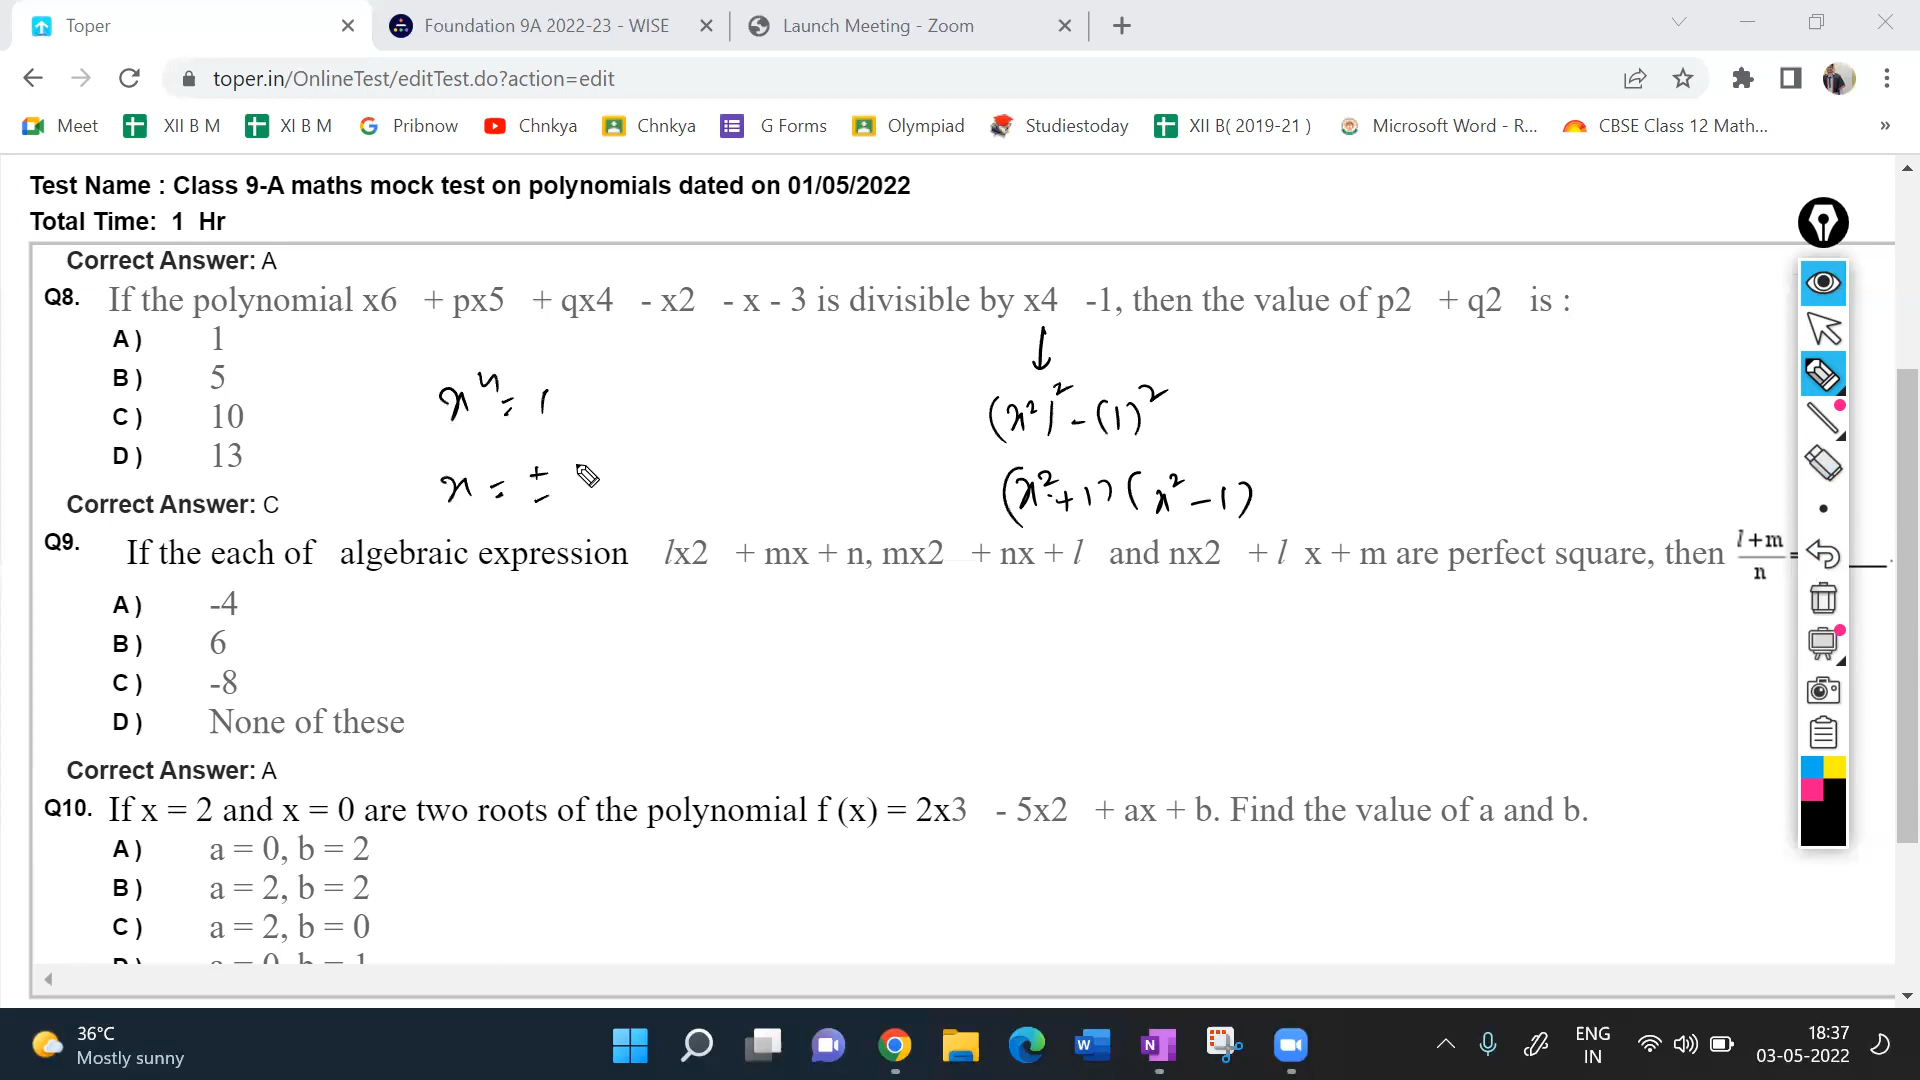 Toper
Foundation 9A 2022-23 - WISE
Launch Meeting - Zoom
toper.in/OnlineTest/editTest.do?action=edit
Meet XII B M XI B M Pribnow Chnkya Chnkya G Forms Olympiad Studiestoday XII B( 2019-21 ) Microsoft Word - R... CBSE Class 12 Math... »
Test Name : Class 9-A maths mock test on polynomials dated on 01/05/2022
Total Time: 1 Hr
Correct Answer: A
Q8. If the polynomial x6 + px5 + qx4 - x2 - x - 3 is divisible by x4 -1, then the value of p2 + q2 is :
A) 1
B) 5
C) 10
D) 13
x⁴ = 1
x = ±
(x²)² - (1)²
(x²+1) (x² - 1)
Correct Answer: C
Q9. If the each of algebraic expression lx2 + mx + n, mx2 + nx + l and nx2 + l x + m are perfect square, then l+m/n = ___.
A) -4
B) 6
C) -8
D) None of these
Correct Answer: A
Q10. If x = 2 and x = 0 are two roots of the polynomial f (x) = 2x3 - 5x2 + ax + b. Find the value of a and b.
A) a = 0, b = 2
B) a = 2, b = 2
C) a = 2, b = 0
D) a = 0, b = 1
36°C
Mostly sunny
ENG
IN
18:37
03-05-2022